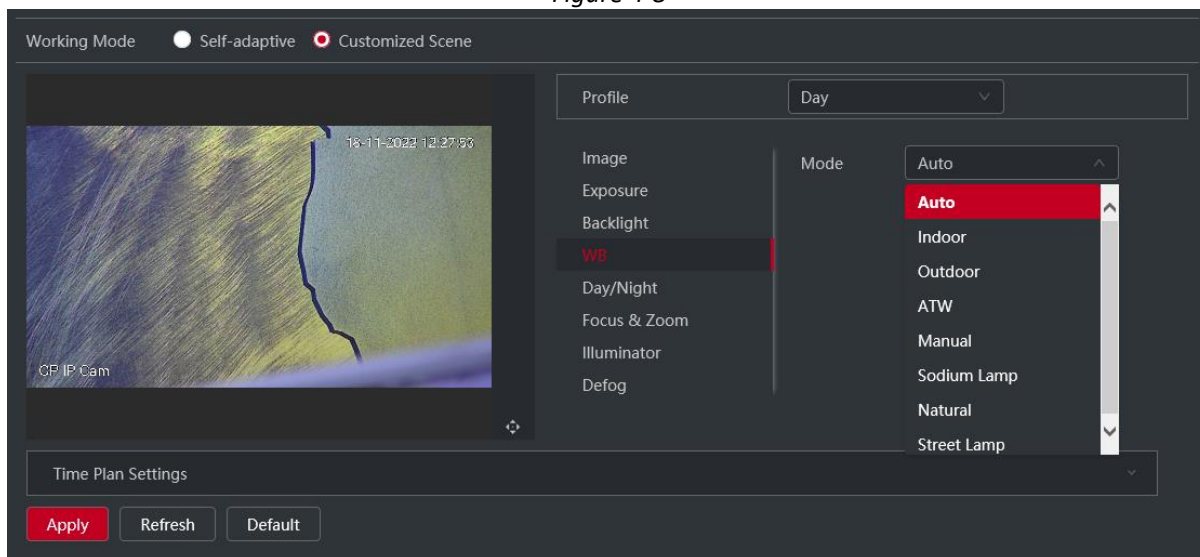 Working Mode Self-adaptive Customized Scene
Profile Day
18-11-2022 12:27:53
Image Mode Auto
Exposure Auto
Backlight Indoor
WB Outdoor
Day/Night ATW
Focus & Zoom Manual
Illuminator Sodium Lamp
CP IP Cam
Defog Natural
Street Lamp
Time Plan Settings
Apply Refresh Default